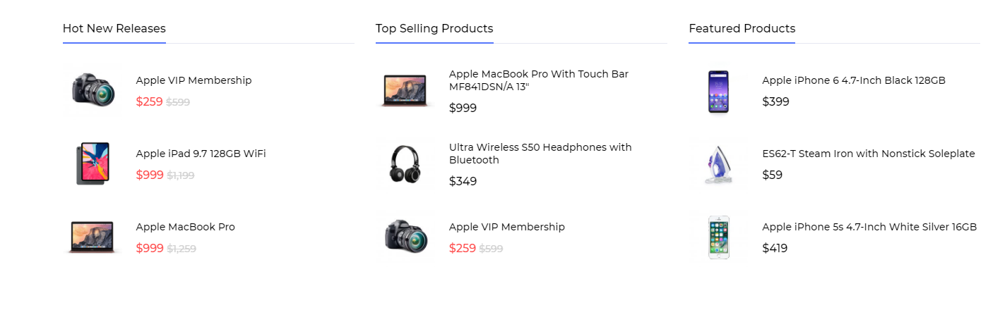 Hot New Releases
Apple VIP Membership
$259 $599
Apple iPad 9.7 128GB WiFi
$999 $1,199
Apple MacBook Pro
$999 $1,259
Top Selling Products
Apple MacBook Pro With Touch Bar
MF841DSN/A 13"
$999
Ultra Wireless S50 Headphones with
Bluetooth
$349
Apple VIP Membership
$259 $599
Featured Products
Apple iPhone 6 4.7-Inch Black 128GB
$399
ES62-T Steam Iron with Nonstick Soleplate
$59
Apple iPhone 5s 4.7-Inch White Silver 16GB
$419